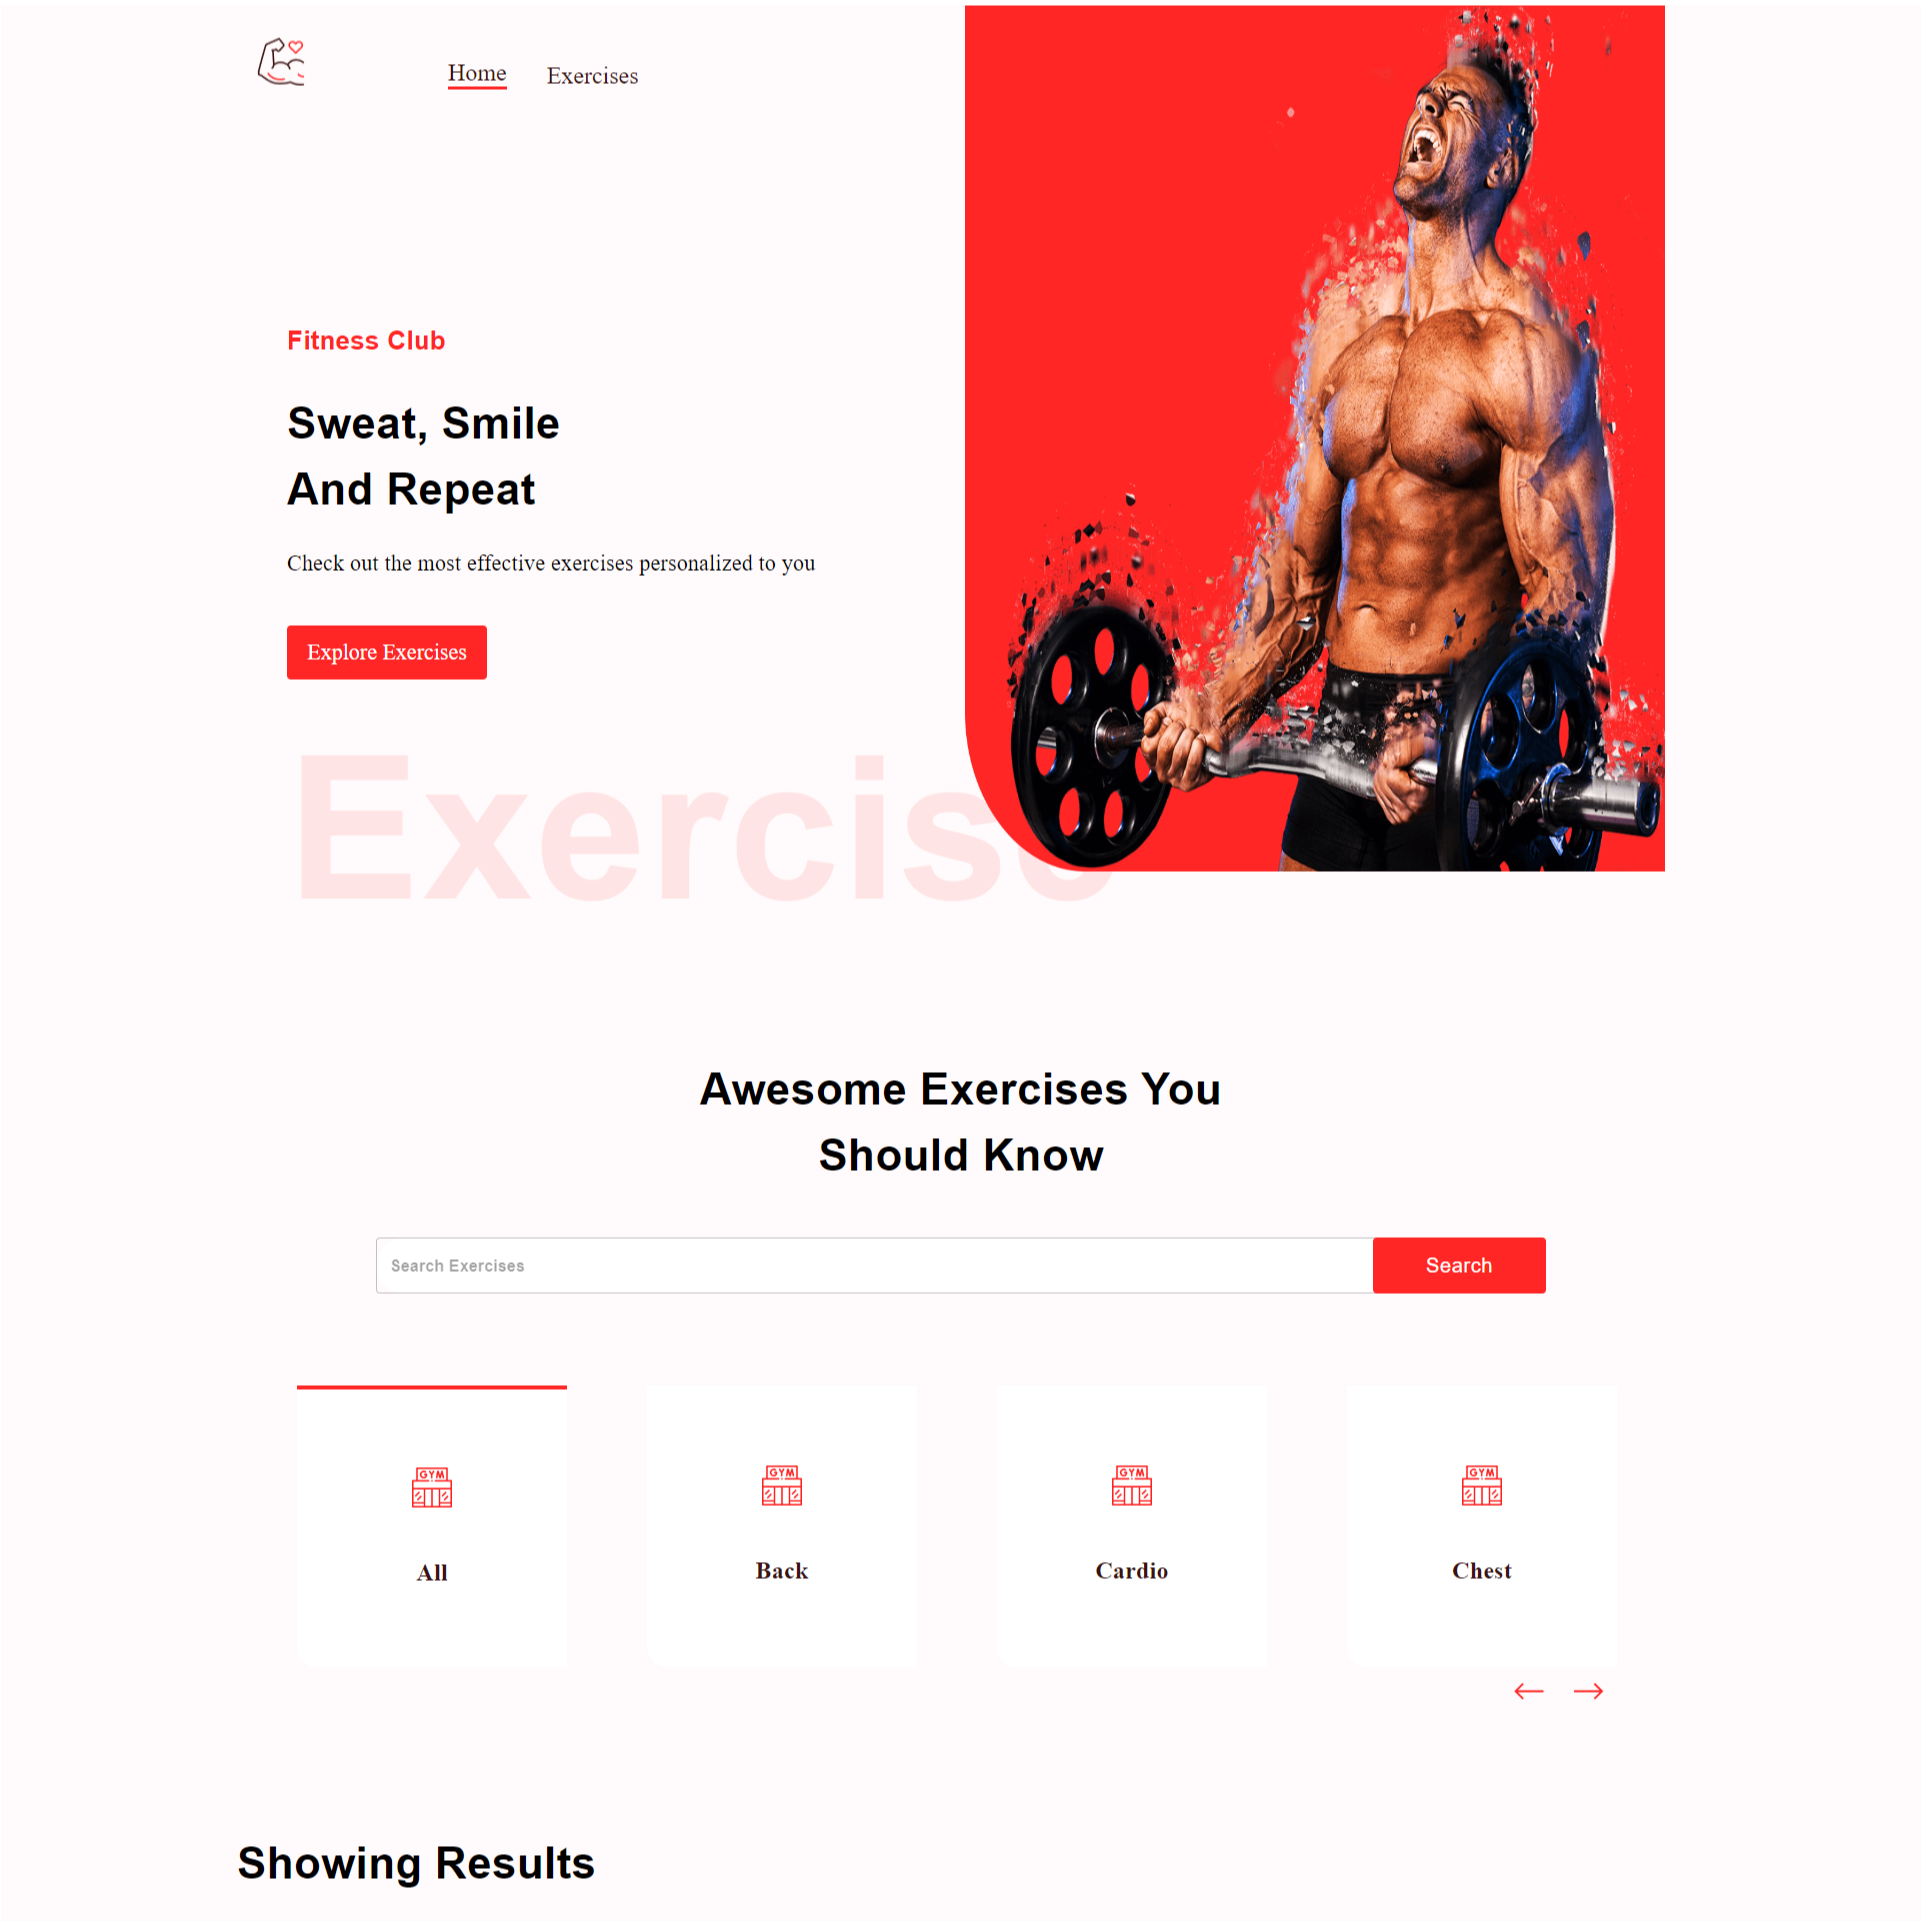 Home Exercises
Fitness Club
Sweat, Smile
And Repeat
Check out the most effective exercises personalized to you
Explore Exercises
Exercise
Awesome Exercises You
Should Know
Search Exercises Search
GYM GYM GYM GYM
All Back Cardio Chest
Showing Results